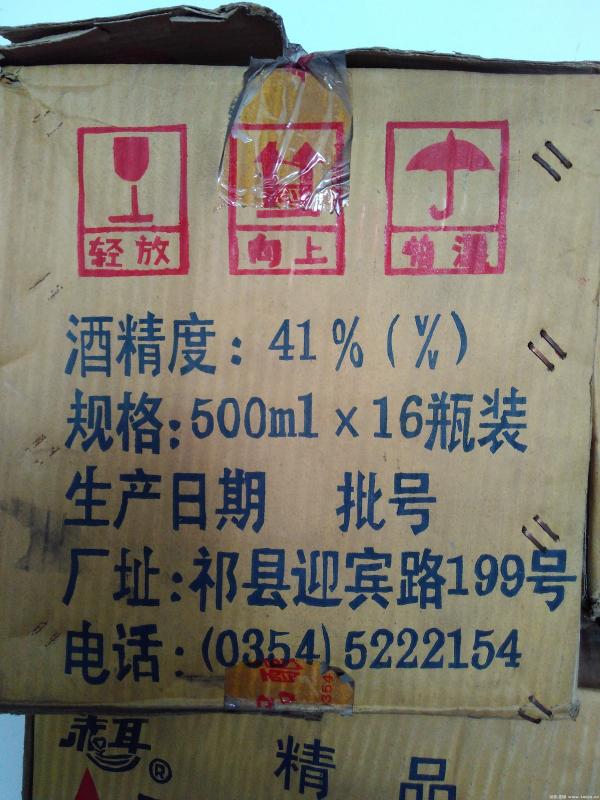 轻放 向上 怕湿
酒精度: 41%(V/V)
规格:500ml×16瓶装
生产日期 批号
厂址:祁县迎宾路199号
电话:(0354)5222154
354
®
精品